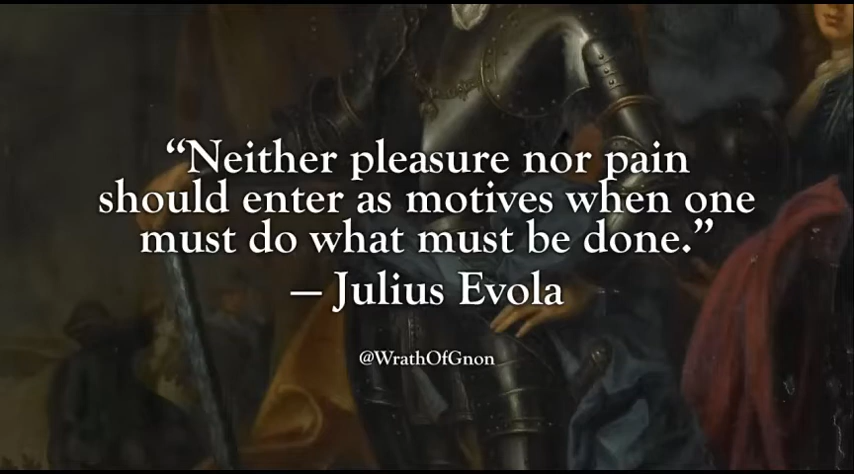 “Neither pleasure nor pain
should enter as motives when one
must do what must be done.”
— Julius Evola
@WrathOfGnon